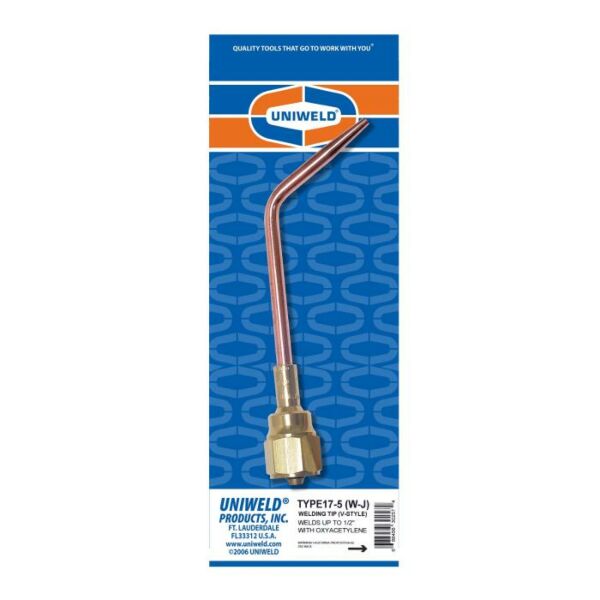 QUALITY TOOLS THAT GO TO WORK WITH YOU®
UNIWELD®
UNIWELD®
PRODUCTS, INC.
FT. LAUDERDALE
FL33312 U.S.A.
www.uniweld.com
©2006 UNIWELD
TYPE17-5 (W-J)
WELDING TIP (V-STYLE)
WELDS UP TO 1/2"
WITH OXYACETYLENE